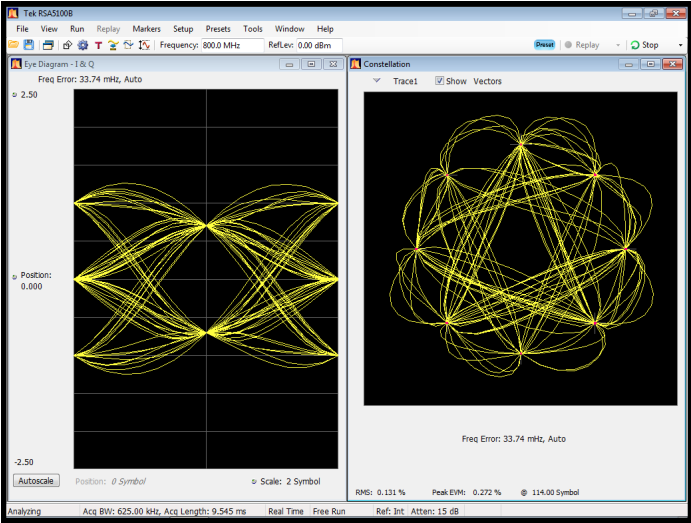 Tek RSA5100B
File View Run Replay Markers Setup Presets Tools Window Help
T Frequency: 800.0 MHz RefLev: 0.00 dBm Preset Replay Stop
Eye Diagram - I & Q
Freq Error: 33.74 mHz, Auto
2.50
Position:
0.000
-2.50
Autoscale Position: 0 Symbol Scale: 2 Symbol
Constellation
Trace1 Show Vectors
Freq Error: 33.74 mHz, Auto
RMS: 0.131 % Peak EVM: 0.272 % @ 114.00 Symbol
Analyzing Acq BW: 625.00 kHz, Acq Length: 9.545 ms Real Time Free Run Ref: Int Atten: 15 dB